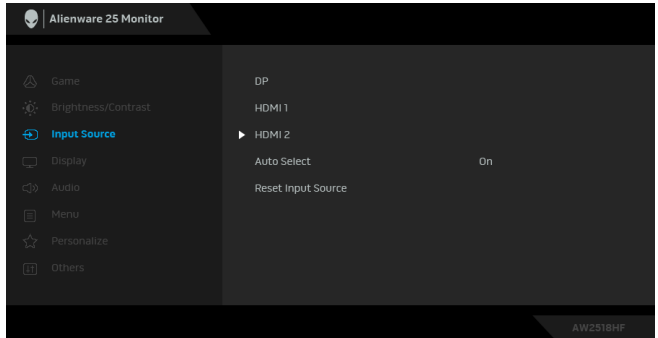 Alienware 25 Monitor
Game
Brightness/Contrast
Input Source
Display
Audio
Menu
Personalize
Others
DP
HDMI 1
HDMI 2
Auto Select On
Reset Input Source
AW2518HF